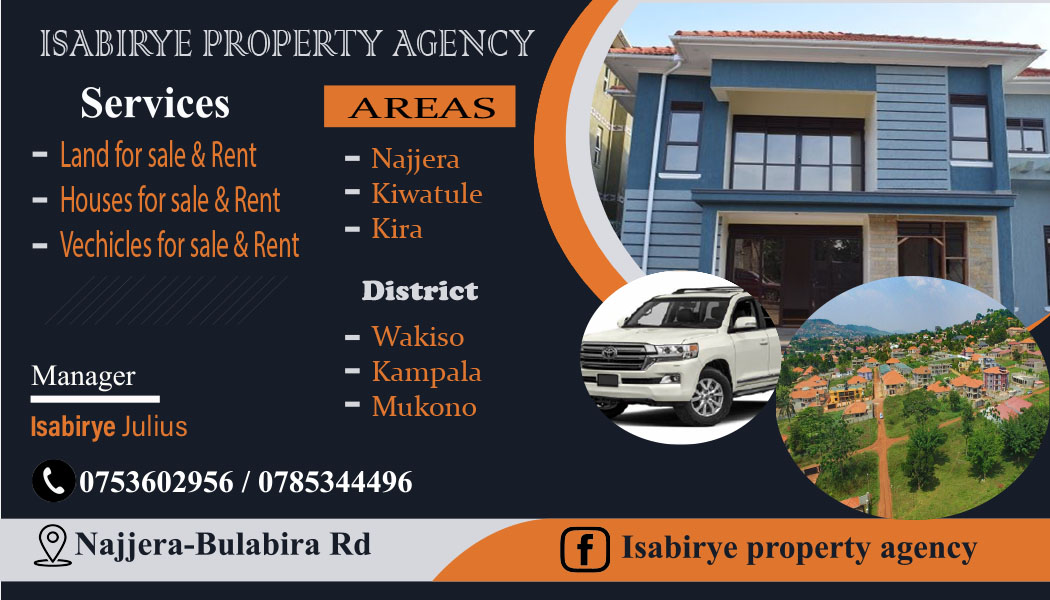 ISABIRYE PROPERTY AGENCY
Services
- Land for sale & Rent
- Houses for sale & Rent
- Vechicles for sale & Rent
AREAS
- Najjera
- Kiwatule
- Kira
District
- Wakiso
- Kampala
- Mukono
Manager
Isabirye Julius
0753602956 / 0785344496
Najjera-Bulabira Rd
Isabirye property agency